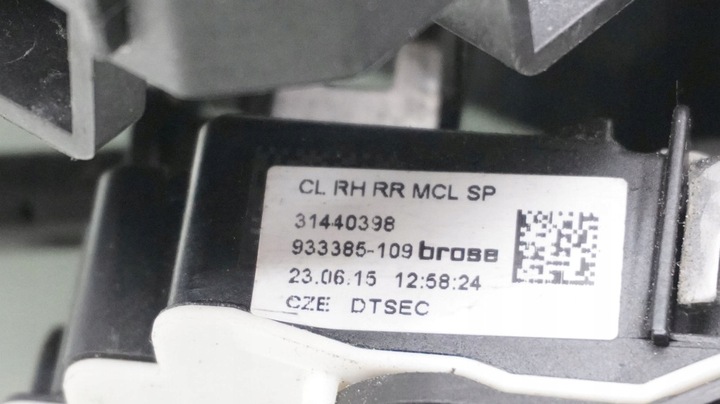 CL RH RR MCL SP
31440398
933385-109 brose
23.06.15 12:58:24
CZE DTSEC